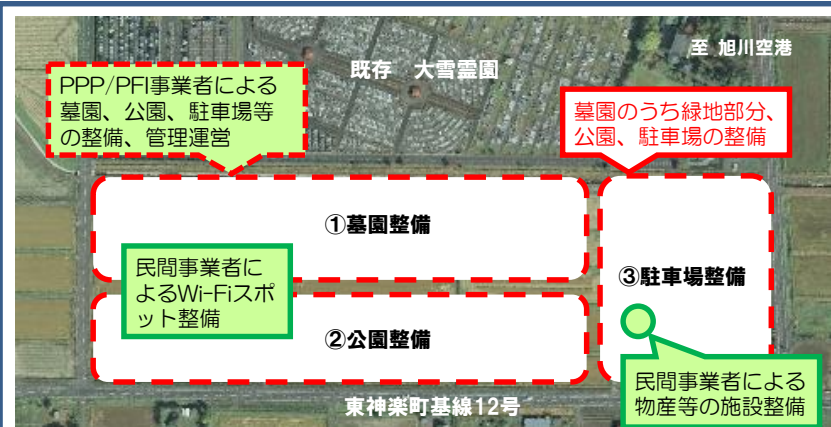 既存　大雪霊園
至 旭川空港
PPP/PFI事業者による
墓園、公園、駐車場等
の整備、管理運営
墓園のうち緑地部分、
公園、駐車場の整備
①墓園整備
民間事業者に
よるWi-Fiスポ
ット整備
③駐車場整備
②公園整備
民間事業者による
物産等の施設整備
東神楽町基線12号